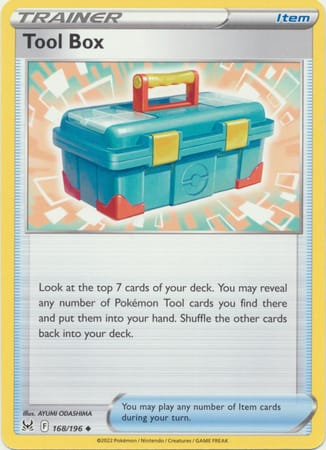 TRAINER
Item
Tool Box
Look at the top 7 cards of your deck. You may reveal
any number of Pokémon Tool cards you find there
and put them into your hand. Shuffle the other cards
back into your deck.
Illus. AYUMI ODASHIMA
F 168/196
You may play any number of Item cards
during your turn.
©2022 Pokémon / Nintendo / Creatures / GAME FREAK